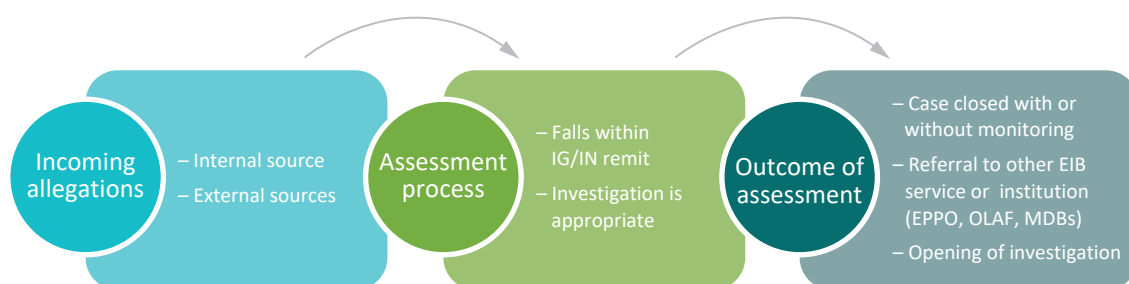 Incoming
allegations
– Internal source
– External sources
Assessment
process
– Falls within
IG/IN remit
– Investigation is
appropriate
Outcome of
assessment
– Case closed with or
without monitoring
– Referral to other EIB
service or institution
(EPPO, OLAF, MDBs)
– Opening of investigation